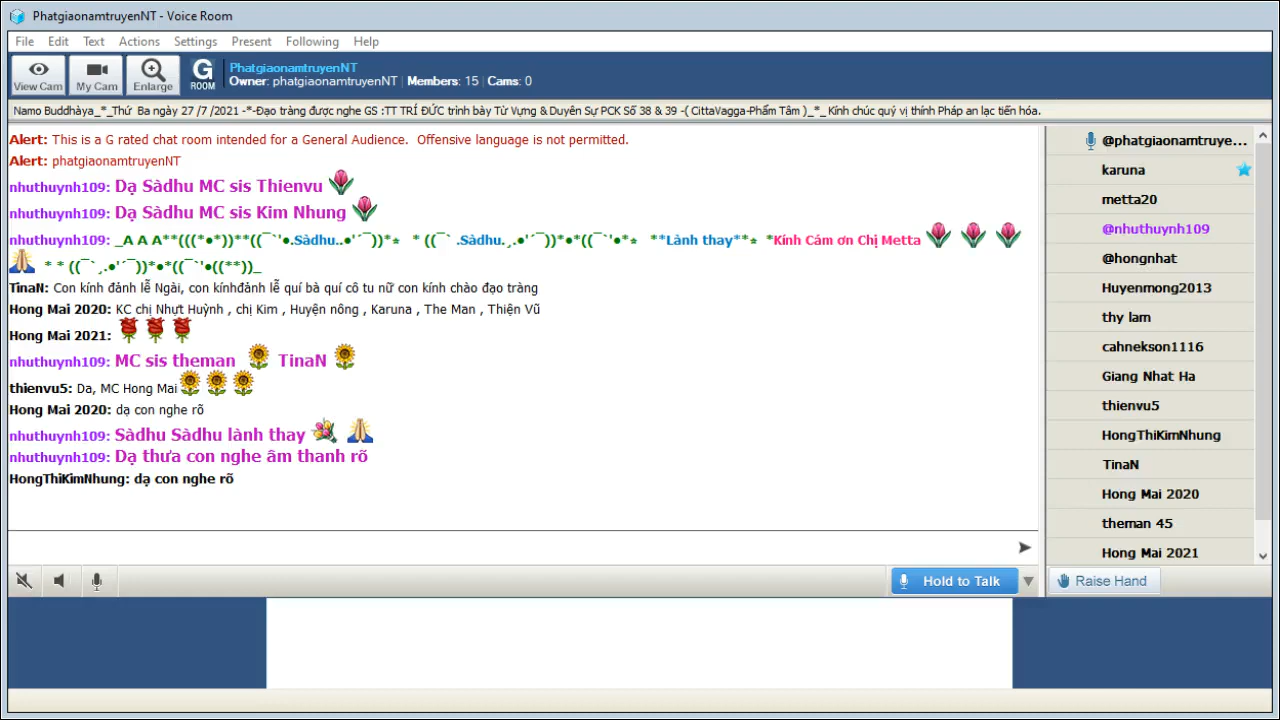 PhatgiaonamtruyenNT - Voice Room
File Edit Text Actions Settings Present Following Help
View Cam My Cam Enlarge G ROOM
PhatgiaonamtruyenNT
Owner: phatgiaonamtruyenNT | Members: 15 | Cams: 0
Namo Buddhàya_*_Thứ Ba ngày 27 /7 /2021 -*-Đạo tràng được nghe GS :TT TRÍ ĐỨC trình bày Từ Vựng & Duyên Sự PCK Số 38 & 39 -( CittaVagga-Phẩm Tâm )_*_ Kính chúc quý vị thính Pháp an lạc tiến hóa.
Alert: This is a G rated chat room intended for a General Audience. Offensive language is not permitted.
Alert: phatgiaonamtruyenNT
nhuthuynh109: Dạ Sàdhu MC sis Thienvu
nhuthuynh109: Dạ Sàdhu MC sis Kim Nhung
nhuthuynh109: _A A A**(((*•*))**((¯`'•.Sàdhu..•'´¯))*⋆ * ((¯` .Sàdhu.¸.•'´¯))*•*((¯`'•*⋆ **Lành thay**⋆ *Kính Cám ơn Chị Metta
* * ((¯`¸.•'´¯))*•*((¯`'•((**))_
TinaN: Con kính đảnh lễ Ngài, con kínhđảnh lễ quí bà quí cô tu nữ con kính chào đạo tràng
Hong Mai 2020: KC chị Nhựt Huỳnh , chị Kim , Huyện nông , Karuna , The Man , Thiện Vũ
Hong Mai 2021:
nhuthuynh109: MC sis theman TinaN
thienvu5: Da, MC Hong Mai
Hong Mai 2020: dạ con nghe rõ
nhuthuynh109: Sàdhu Sàdhu lành thay
nhuthuynh109: Dạ thưa con nghe âm thanh rõ
HongThiKimNhung: dạ con nghe rõ
@phatgiaonamtruye...
karuna
metta20
@nhuthuynh109
@hongnhat
Huyenmong2013
thy lam
cahnekson1116
Giang Nhat Ha
thienvu5
HongThiKimNhung
TinaN
Hong Mai 2020
theman 45
Hong Mai 2021
Hold to Talk
Raise Hand